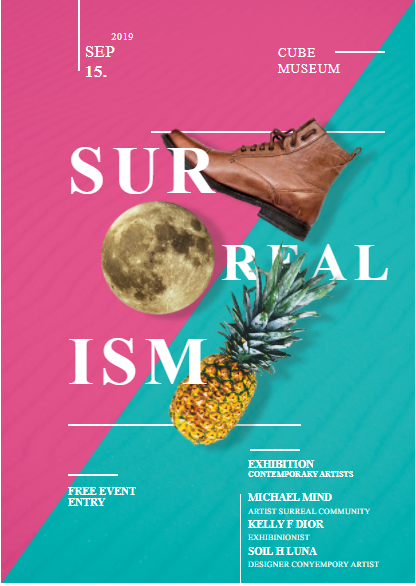 2019
SEP
15.
CUBE
MUSEUM
SUR
REAL
ISM
FREE EVENT
ENTRY
EXHIBITION
CONTEMPORARY ARTISTS
MICHAEL MIND
ARTIST SURREAL COMMUNITY
KELLY F DIOR
EXHIBINIONIST
SOIL H LUNA
DESIGNER CONYEMPORY ARTIST